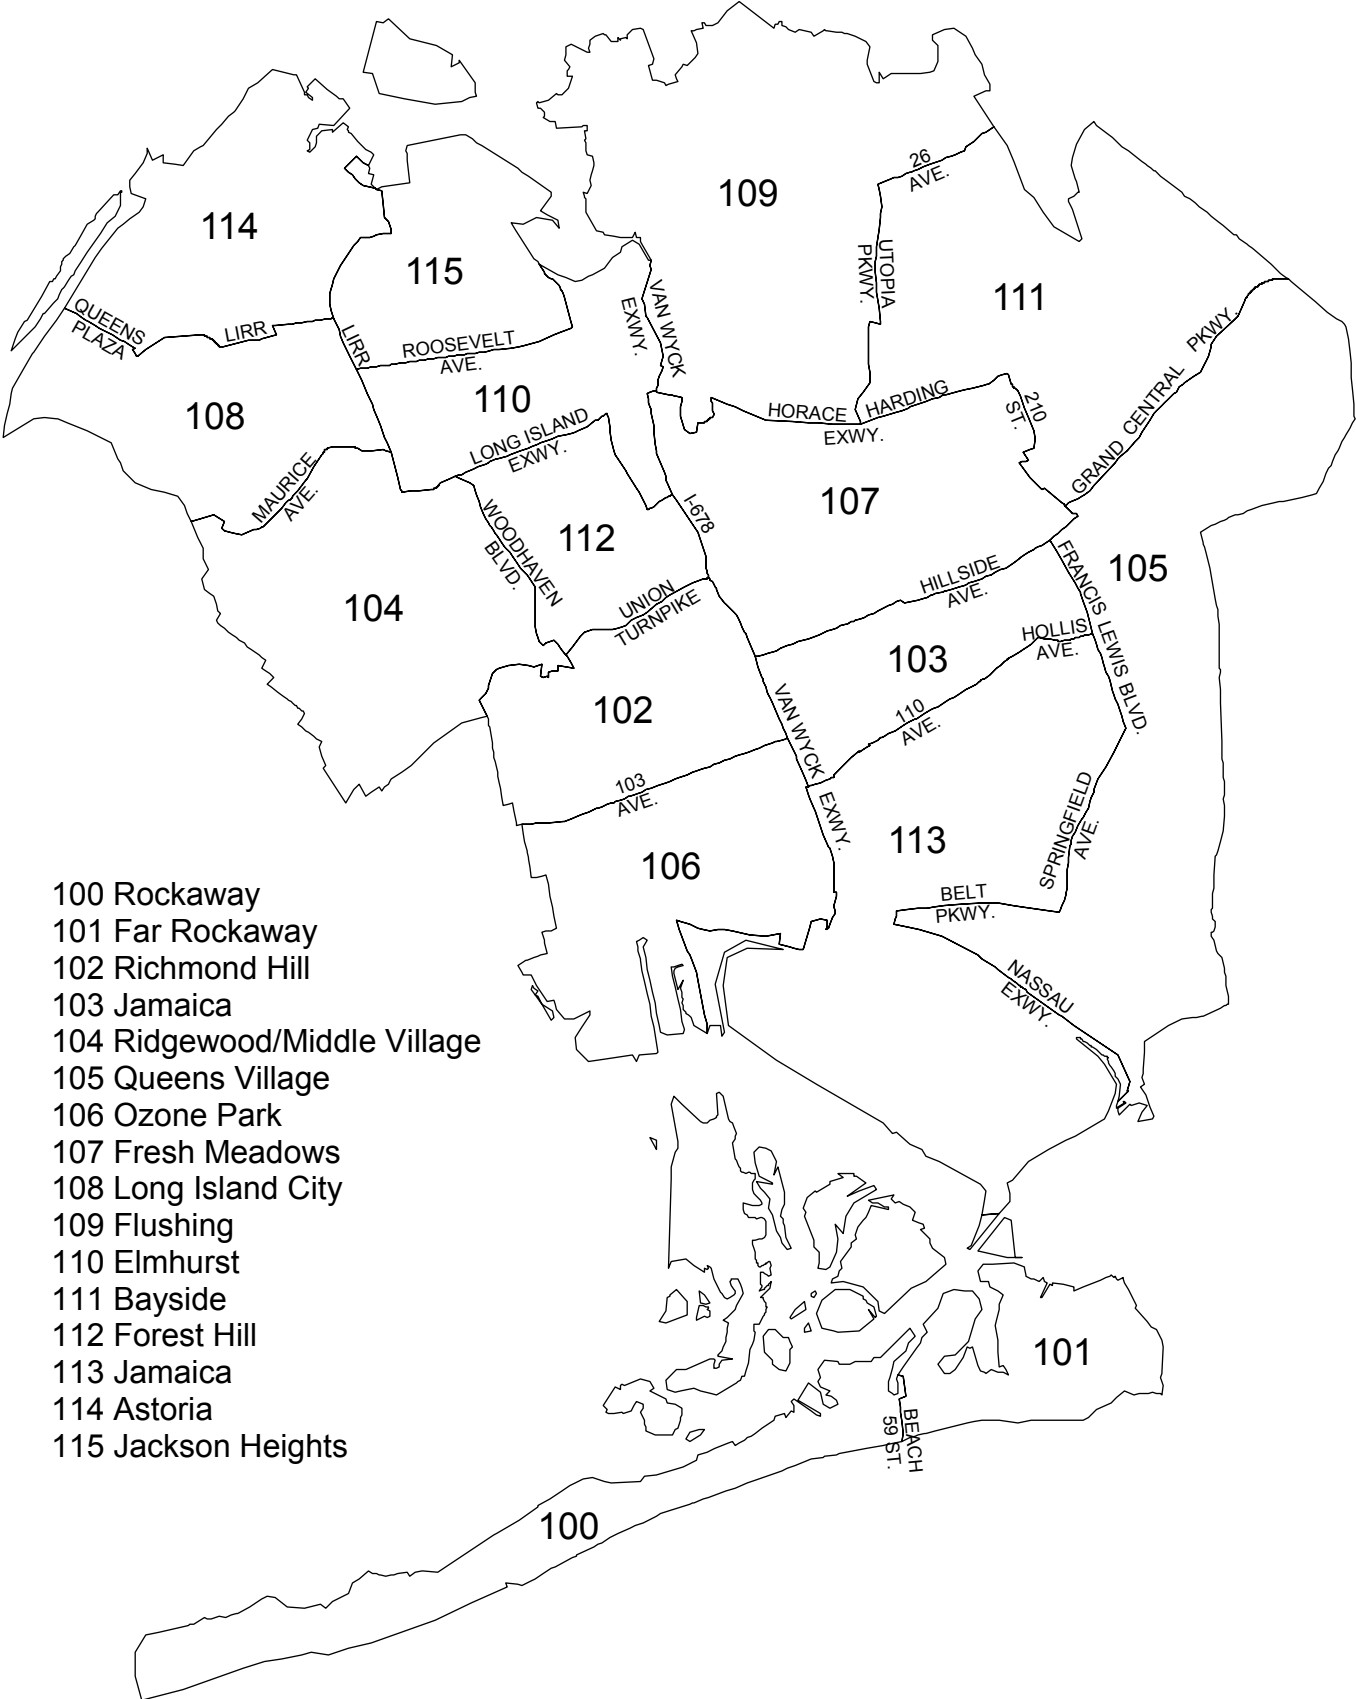 109
26
AVE.
114
UTOPIA
PKWY.
115
111
VAN WYCK
EXWY.
QUEENS
PLAZA
LIRR
LIRR
ROOSEVELT
AVE.
GRAND CENTRAL PKWY.
110
108
HORACE HARDING
EXWY.
210
ST.
LONG ISLAND
EXWY.
MAURICE
AVE.
107
I-678
WOODHAVEN
BLVD.
112
105
HILLSIDE
AVE.
FRANCIS LEWIS BLVD.
104
UNION
TURNPIKE
HOLLIS
AVE.
103
102
110
AVE.
VAN WYCK EXWY.
103
AVE.
SPRINGFIELD
AVE.
113
106
BELT
PKWY.
NASSAU
EXWY.
100 Rockaway
101 Far Rockaway
102 Richmond Hill
103 Jamaica
104 Ridgewood/Middle Village
105 Queens Village
106 Ozone Park
107 Fresh Meadows
108 Long Island City
109 Flushing
110 Elmhurst
111 Bayside
112 Forest Hill
113 Jamaica
114 Astoria
115 Jackson Heights
101
BEACH
59 ST.
100